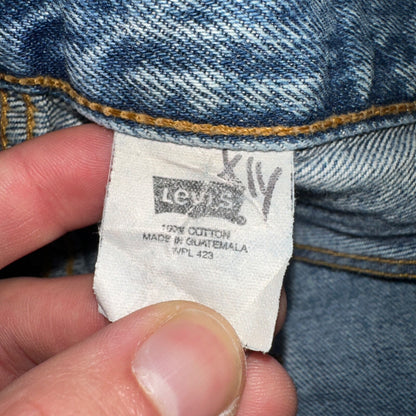 Levi's
100% COTTON
MADE IN GUATEMALA
WPL 423